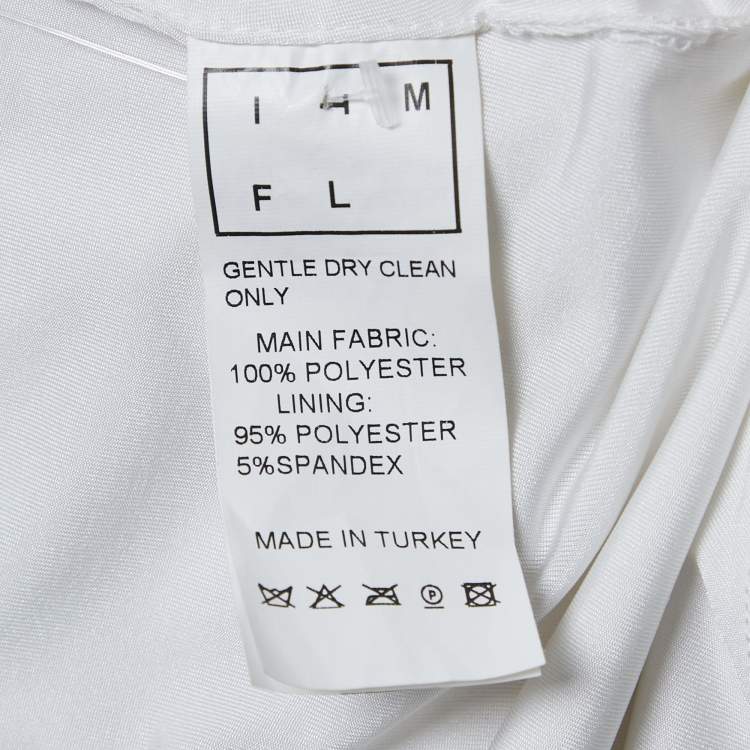 I H M
F L
GENTLE DRY CLEAN
ONLY
MAIN FABRIC:
100% POLYESTER
LINING:
95% POLYESTER
5%SPANDEX
MADE IN TURKEY
P